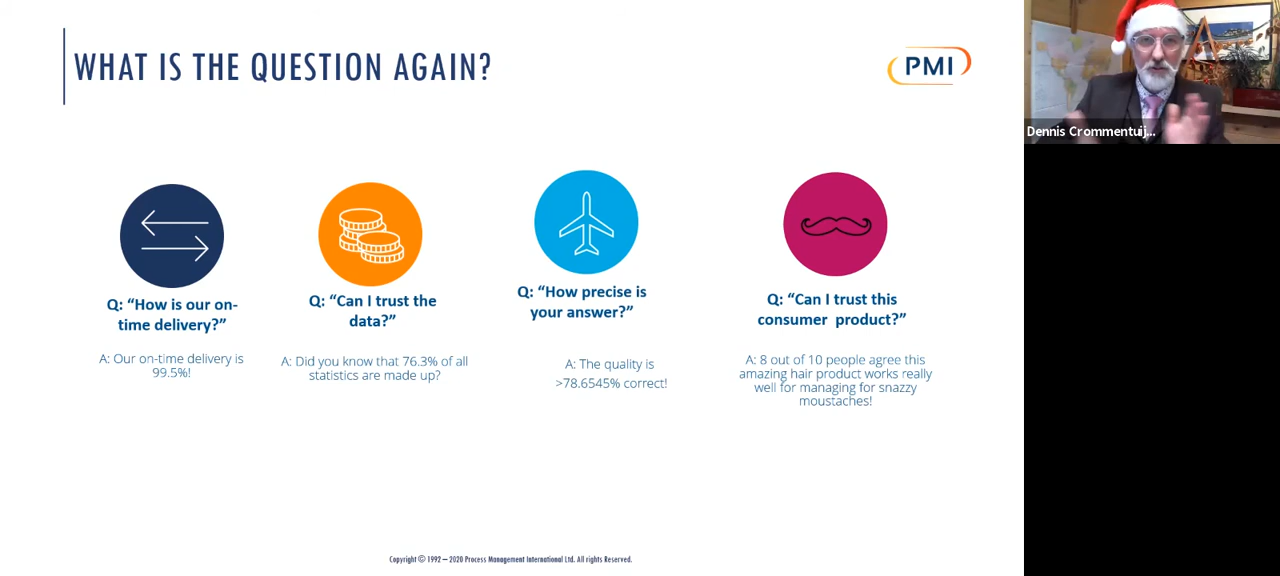 WHAT IS THE QUESTION AGAIN?
PMI
Dennis Crommentuij...
Q: “How is our on-
time delivery?”
A: Our on-time delivery is
99.5%!
Q: “Can I trust the
data?”
A: Did you know that 76.3% of all
statistics are made up?
Q: “How precise is
your answer?”
A: The quality is
>78.6545% correct!
Q: “Can I trust this
consumer product?”
A: 8 out of 10 people agree this
amazing hair product works really
well for managing for snazzy
moustaches!
Copyright © 1992 – 2020 Process Management International Ltd. All rights Reserved.